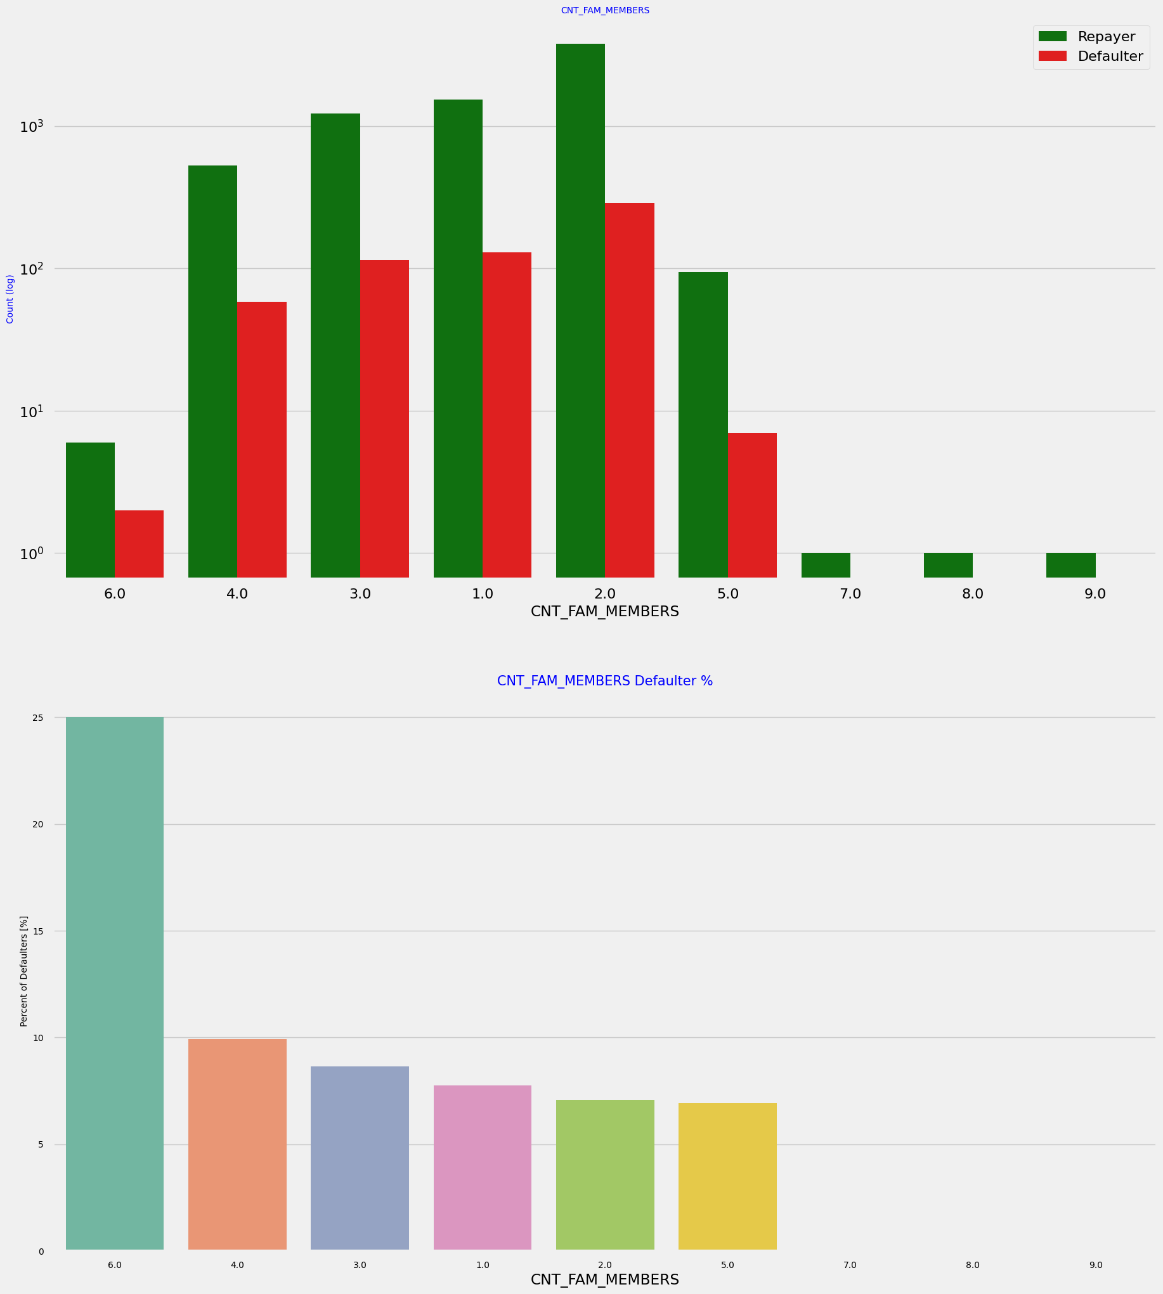 CNT_FAM_MEMBERS
Repayer
Defaulter
Count (log)
10³
10²
10¹
10⁰
6.0 4.0 3.0 1.0 2.0 5.0 7.0 8.0 9.0
CNT_FAM_MEMBERS
CNT_FAM_MEMBERS Defaulter %
Percent of Defaulters [%]
25
20
15
10
5
0
6.0 4.0 3.0 1.0 2.0 5.0 7.0 8.0 9.0
CNT_FAM_MEMBERS